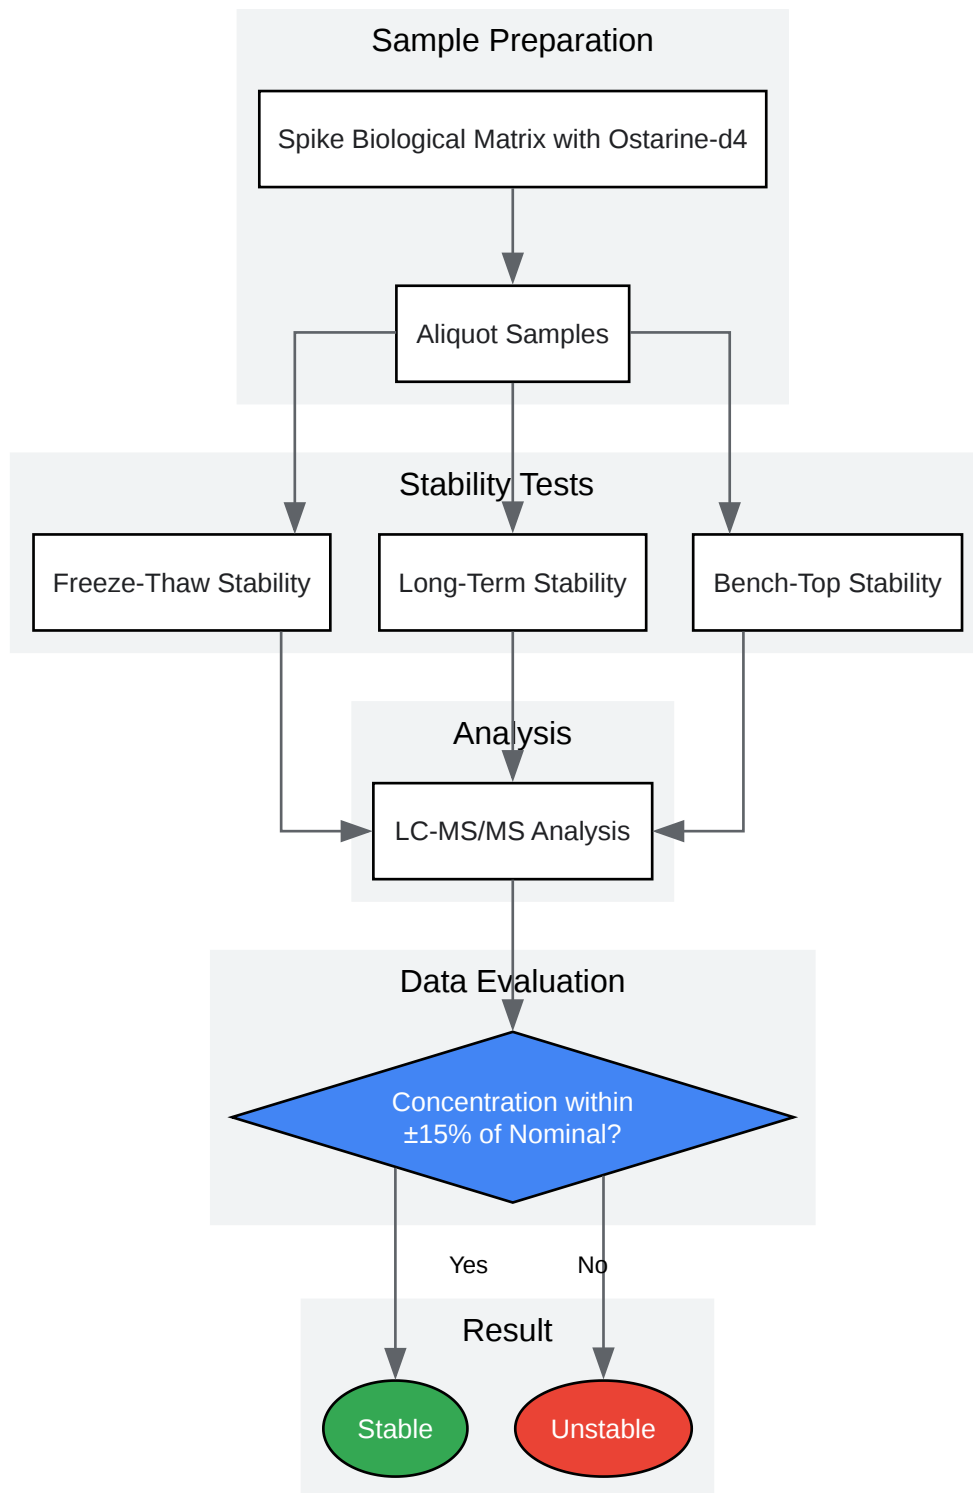 Sample Preparation
Spike Biological Matrix with Ostarine-d4
Aliquot Samples
Stability Tests
Freeze-Thaw Stability
Long-Term Stability
Bench-Top Stability
Analysis
LC-MS/MS Analysis
Data Evaluation
Concentration within
±15% of Nominal?
Yes
No
Result
Stable
Unstable